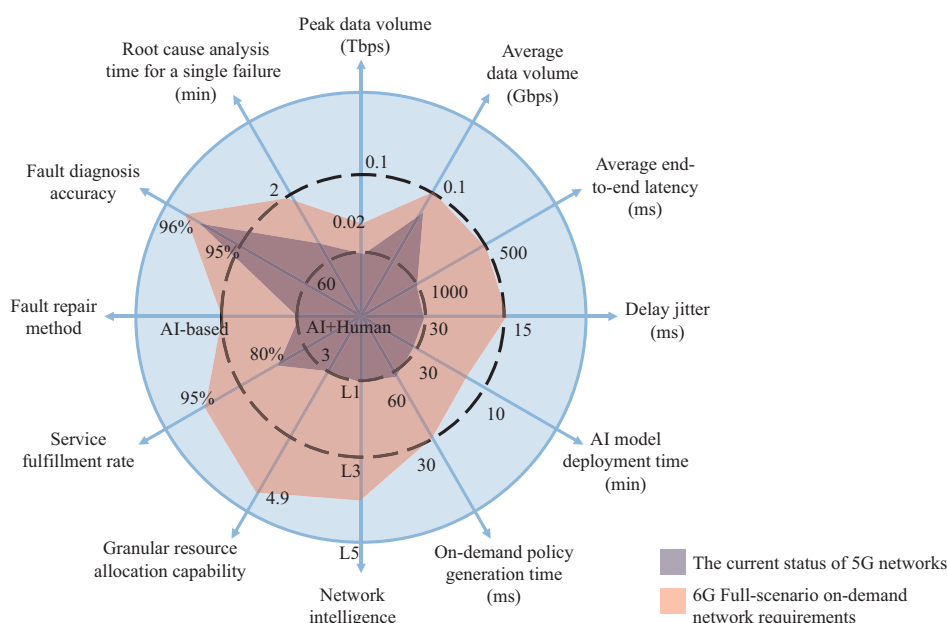 Peak data volume
(Tbps)
Root cause analysis
time for a single failure
(min)
Average
data volume
(Gbps)
Fault diagnosis
accuracy
Average end-
to-end latency
(ms)
0.1
2
0.1
96%
0.02
95%
500
60
1000
Fault repair
method
AI-based
AI+Human
30
15
Delay jitter
(ms)
80%
3
30
L1
60
95%
10
Service
fulfillment rate
AI model
deployment time
(min)
L3
30
4.9
Granular resource
allocation capability
L5
On-demand policy
generation time
(ms)
Network
intelligence
The current status of 5G networks
6G Full-scenario on-demand
network requirements